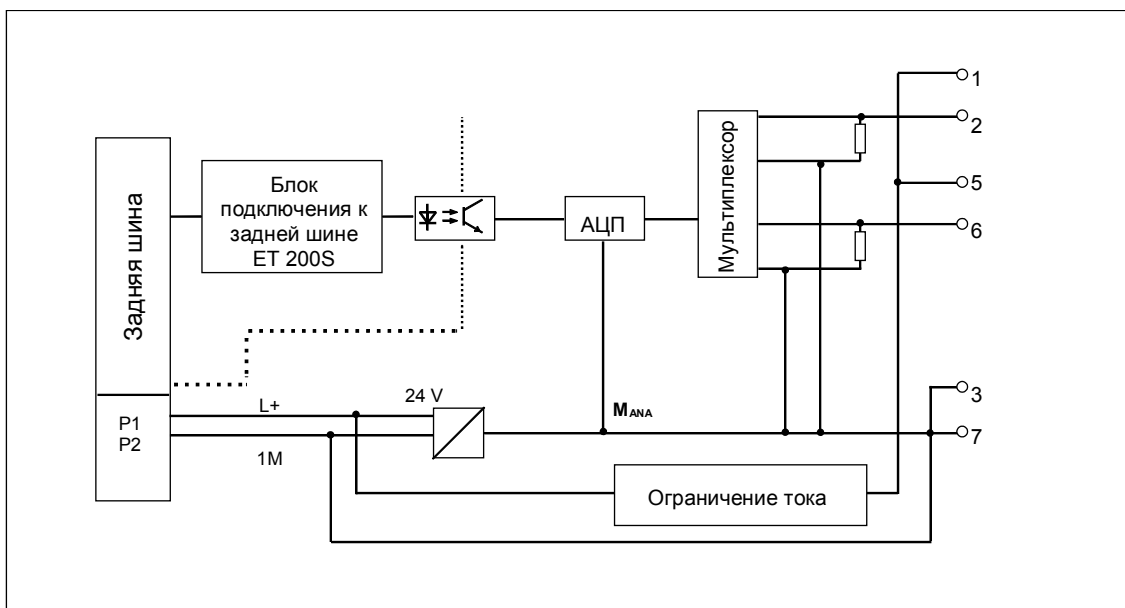 1
2
5
6
3
7
Задняя шина
Блок
подключения к
задней шине
ET 200S
АЦП
Мультиплексор
P1
P2
L+
1M
24 V
MANA
Ограничение тока